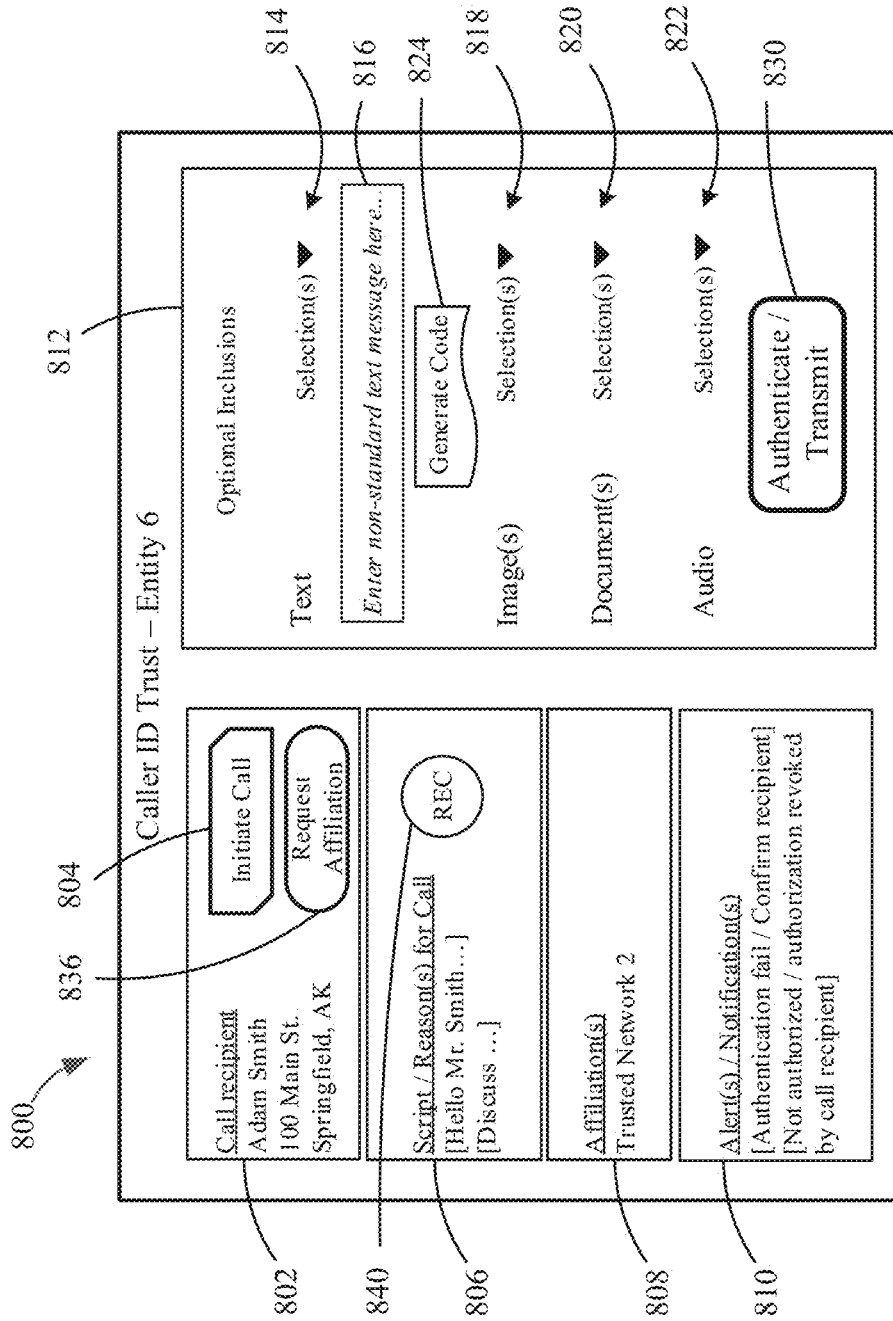 800
Caller ID Trust – Entity 6
802
Call recipient
Adam Smith
100 Main St.
Springfield, AK
836
804
Initiate Call
Request
Affiliation
840
806
Script / Reason(s) for Call
[Hello Mr. Smith…]
[Discuss …]
REC
808
Affiliation(s)
Trusted Network 2
810
Alert(s) / Notification(s)
[Authentication fail / Confirm recipient]
[Not authorized / authorization revoked
by call recipient]
812
Optional Inclusions
Text Selection(s)
814
Enter non-standard text message here...
816
Generate Code
824
Image(s) Selection(s)
818
Document(s) Selection(s)
820
Audio Selection(s)
822
Authenticate /
Transmit
830